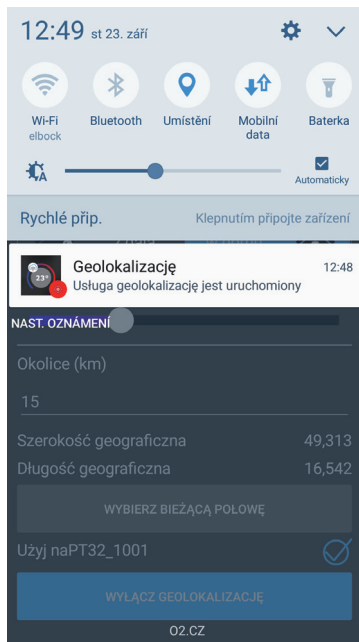 12:49 st 23. září
Wi-Fi
elbock
Bluetooth
Umístění
Mobilní
data
Baterka
A
Automaticky
Rychlé přip.
Klepnutím připojte zařízení
23°
Geolokalizację
12:48
Usługa geolokalizację jest uruchomiony
NAST. OZNÁMENÍ
Okolice (km)
15
Szerokość geograficzna
49,313
Długość geograficzna
16,542
WYBIERZ BIEŻĄCĄ POLOWĘ
Użyj naPT32_1001
WYŁĄCZ GEOLOKALIZACJĘ
O2.CZ